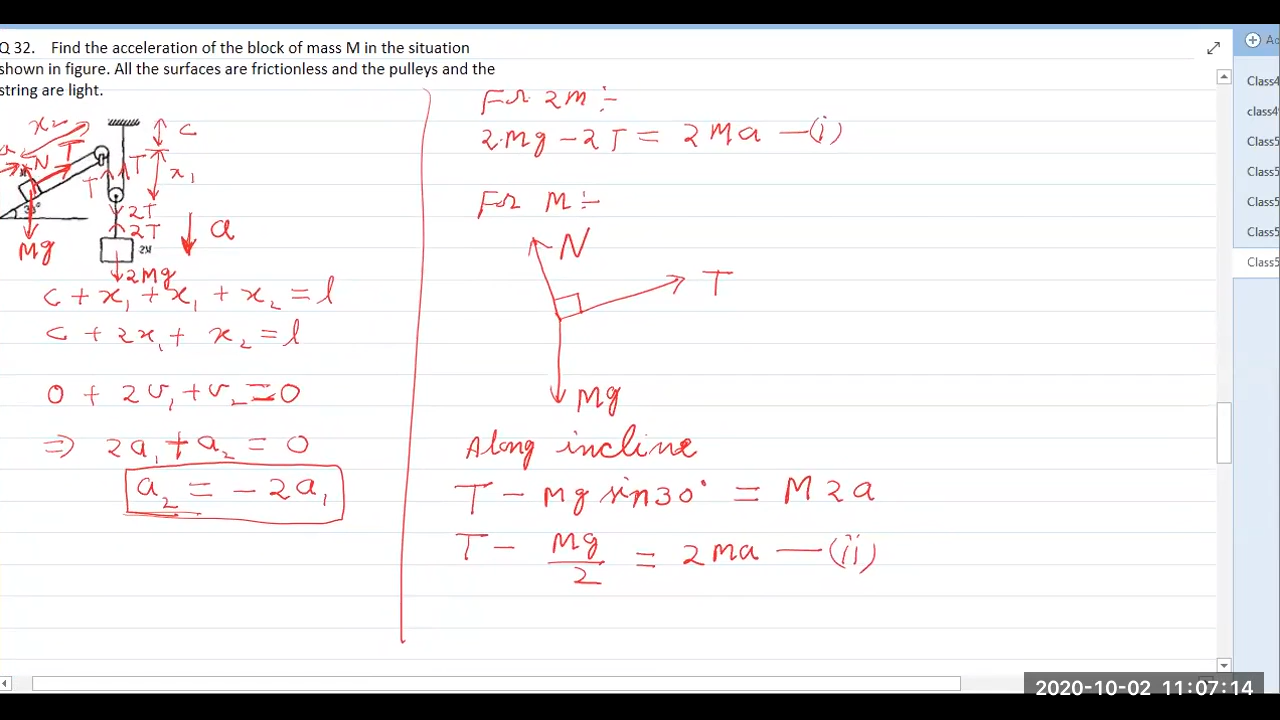 Q 32. Find the acceleration of the block of mass M in the situation
shown in figure. All the surfaces are frictionless and the pulleys and the
string are light.
x₂
c
a
N
T
T
T
x₁
30°
2T
2T
a
Mg
2M
2Mg
c + x₁ + x₁ + x₂ = l
c + 2x₁ + x₂ = l
0 + 2v₁ + v₂ = 0
⇒ 2a₁ + a₂ = 0
a₂ = - 2a₁
For 2M :-
2Mg - 2T = 2Ma —(i)
For M :-
N
T
Mg
Along incline
T - Mg sin30° = M2a
T - Mg/2 = 2Ma —(ii)
Ad
Class4
class4
Class5
Class5
Class5
Class5
Class5
2020-10-02 11:07:14